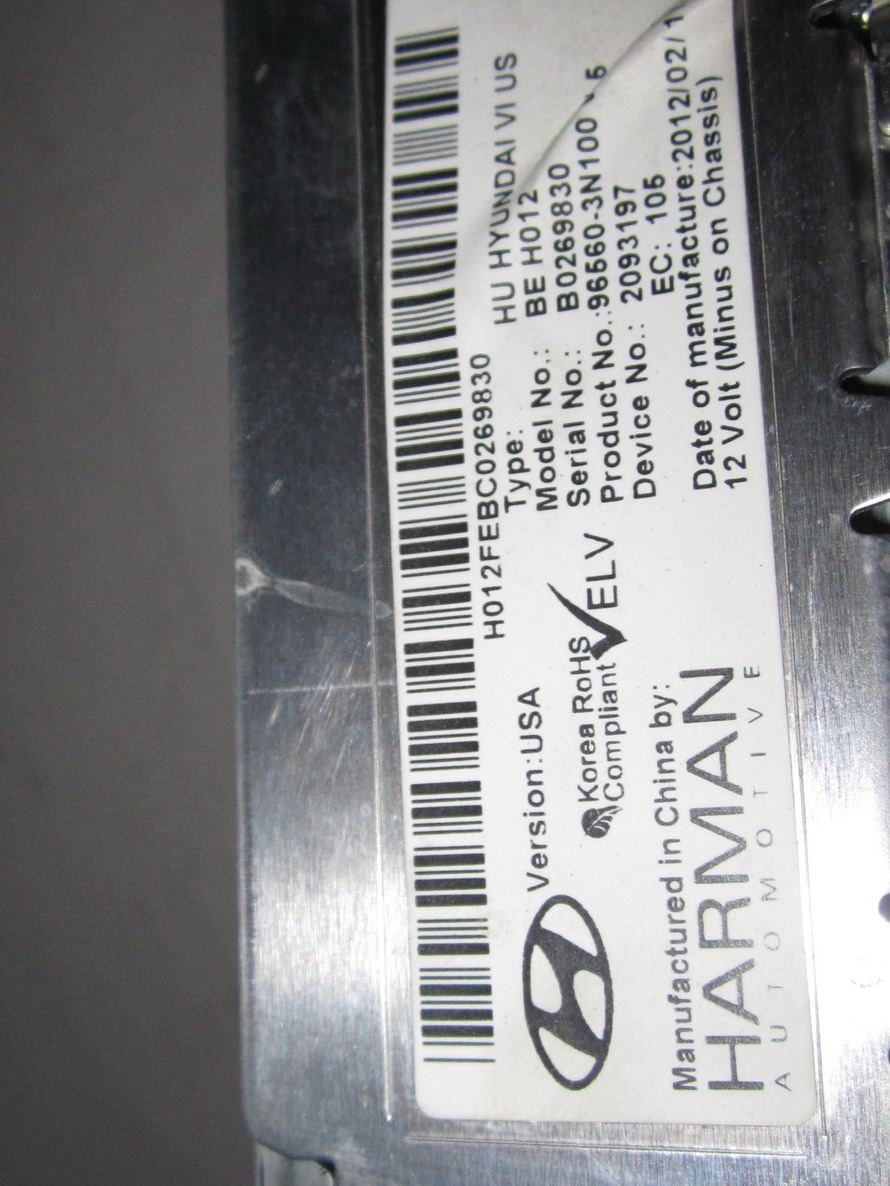 H012FEBC0269830
Version:USA
Korea RoHS
Compliant
ELV
Manufactured in China by:
HARMAN
AUTOMOTIVE
Type: HU HYUNDAI VI US
Model No.: BE H012
Serial No.: B0269830
Product No.:96560-3N100
Device No.: 2093197
EC: 105
Date of manufacture:2012/02/1
12 Volt (Minus on Chassis)